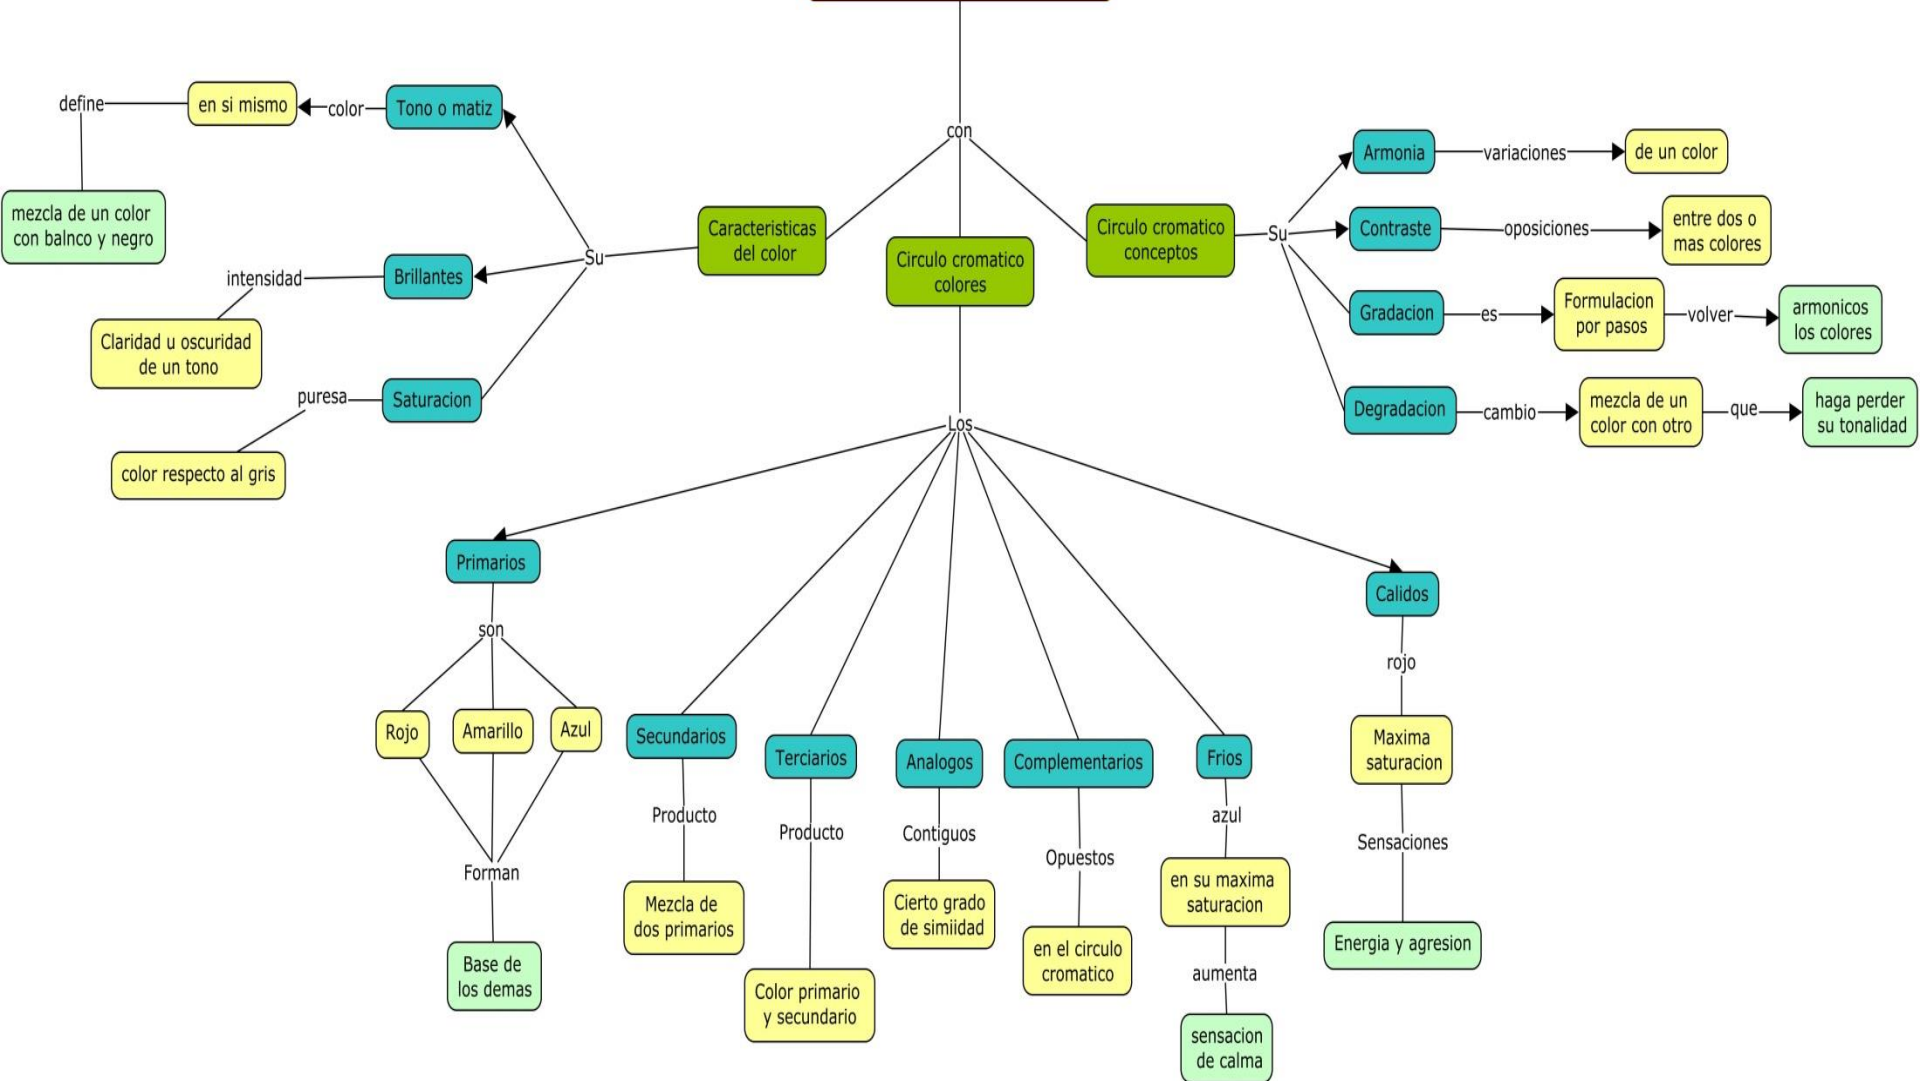 con
define
en si mismo
color
Tono o matiz
mezcla de un color
con balnco y negro
intensidad
Brillantes
Claridad u oscuridad
de un tono
puresa
Saturacion
color respecto al gris
Su
Caracteristicas
del color
Circulo cromatico
colores
Circulo cromatico
conceptos
Su
Armonia
variaciones
de un color
Contraste
oposiciones
entre dos o
mas colores
Gradacion
es
Formulacion
por pasos
volver
armonicos
los colores
Degradacion
cambio
mezcla de un
color con otro
que
haga perder
su tonalidad
Los
Primarios
son
Rojo
Amarillo
Azul
Forman
Base de
los demas
Secundarios
Producto
Mezcla de
dos primarios
Terciarios
Producto
Color primario
y secundario
Analogos
Contiguos
Cierto grado
de simiidad
Complementarios
Opuestos
en el circulo
cromatico
Frios
azul
en su maxima
saturacion
aumenta
sensacion
de calma
Calidos
rojo
Maxima
saturacion
Sensaciones
Energia y agresion